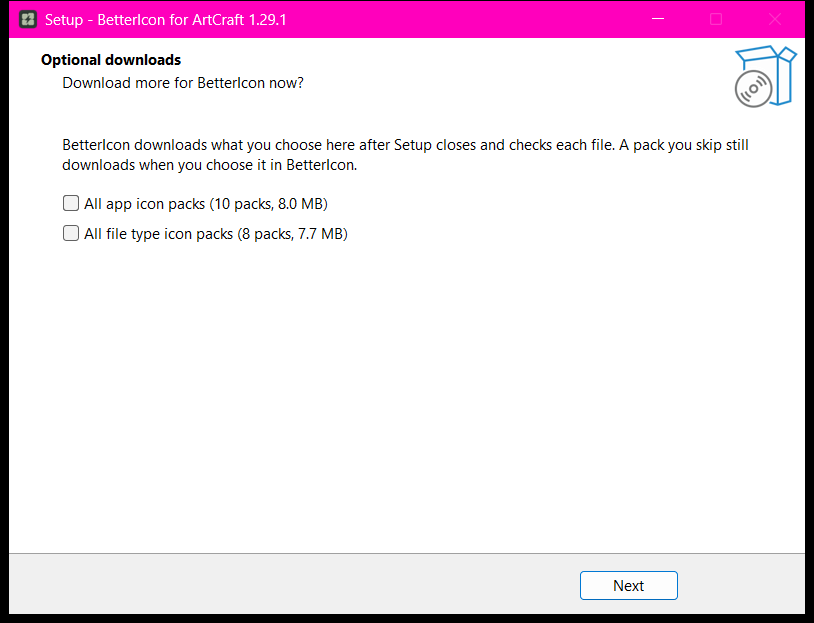 Setup - BetterIcon for ArtCraft 1.29.1
Optional downloads
Download more for BetterIcon now?
BetterIcon downloads what you choose here after Setup closes and checks each file. A pack you skip still
downloads when you choose it in BetterIcon.
All app icon packs (10 packs, 8.0 MB)
All file type icon packs (8 packs, 7.7 MB)
Next